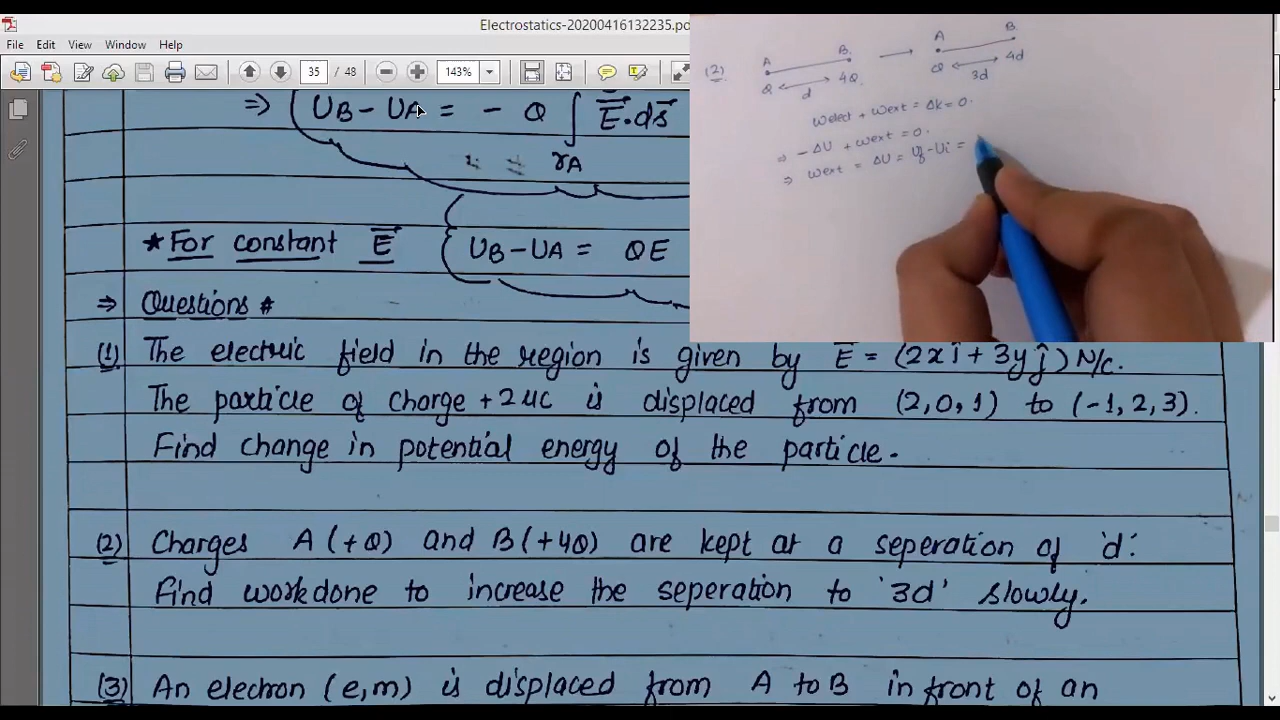 Electrostatics-20200416132235.pd
File Edit View Window Help
35 / 48 143%
⇒ UB - UA = - Q ∫ E⃗.ds⃗
rA
* For constant E⃗ UB - UA = QE
⇒ Questions *
(1) The electric field in the region is given by E⃗ = (2xî + 3yĵ) N/c.
The particle of charge +2uc is displaced from (2,0,1) to (-1,2,3).
Find change in potential energy of the particle.
(2) Charges A(+Q) and B(+4Q) are kept at a seperation of 'd'.
Find workdone to increase the seperation to '3d' slowly.
(3) An electron (e,m) is displaced from A to B in front of an
(2) A B → A B
Q d 4Q Q 3d 4d
Welect + Wext = Δk = 0.
⇒ -ΔU + Wext = 0.
⇒ Wext = ΔU = Uf - Ui =